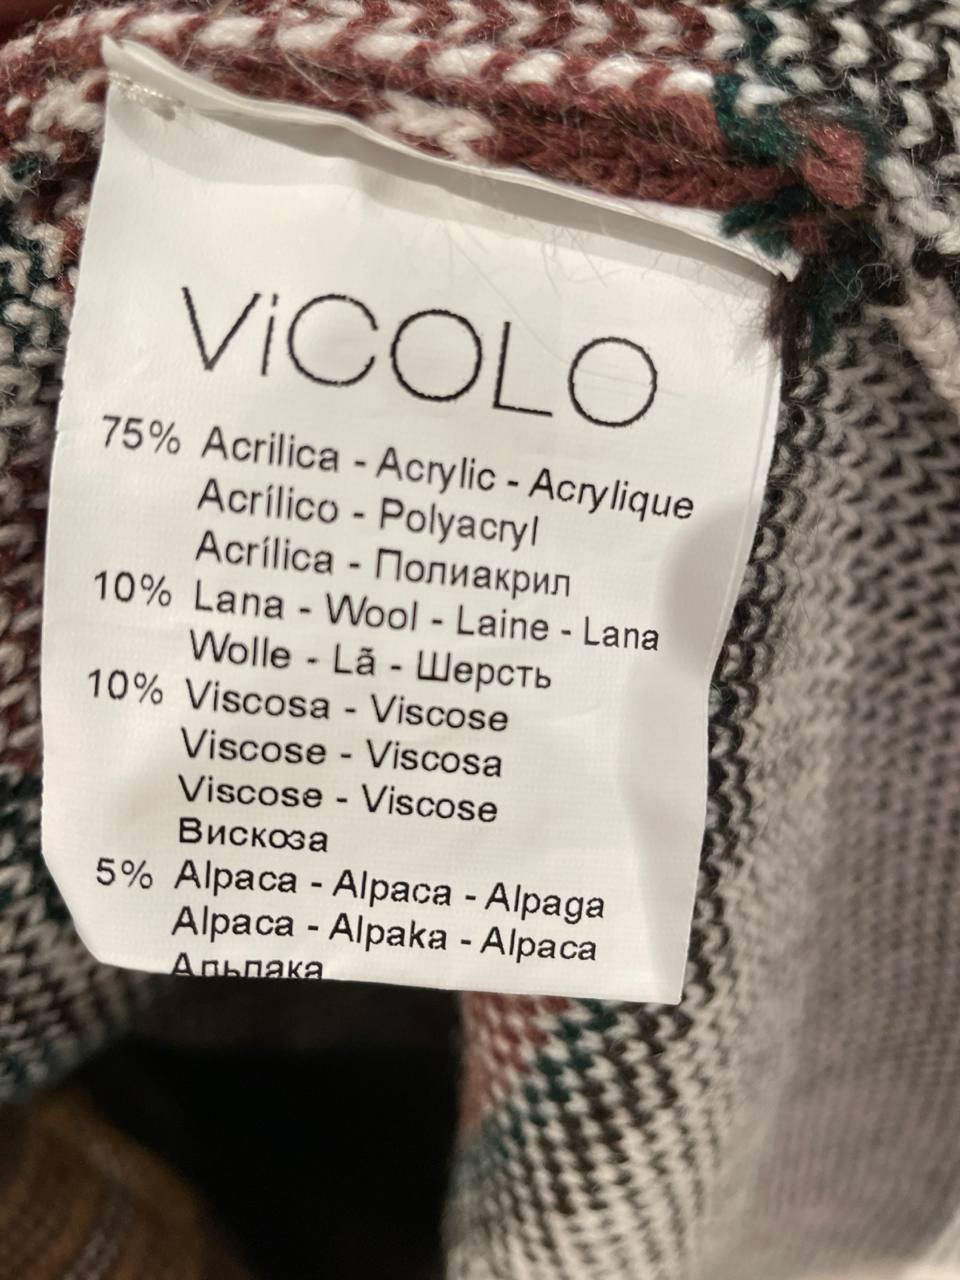 ViCOLO
75% Acrilica - Acrylic - Acrylique
Acrílico - Polyacryl
Acrílica - Полиакрил
10% Lana - Wool - Laine - Lana
Wolle - Lã - Шерсть
10% Viscosa - Viscose
Viscose - Viscosa
Viscose - Viscose
Вискоза
5% Alpaca - Alpaca - Alpaga
Alpaca - Alpaka - Alpaca
Альпака